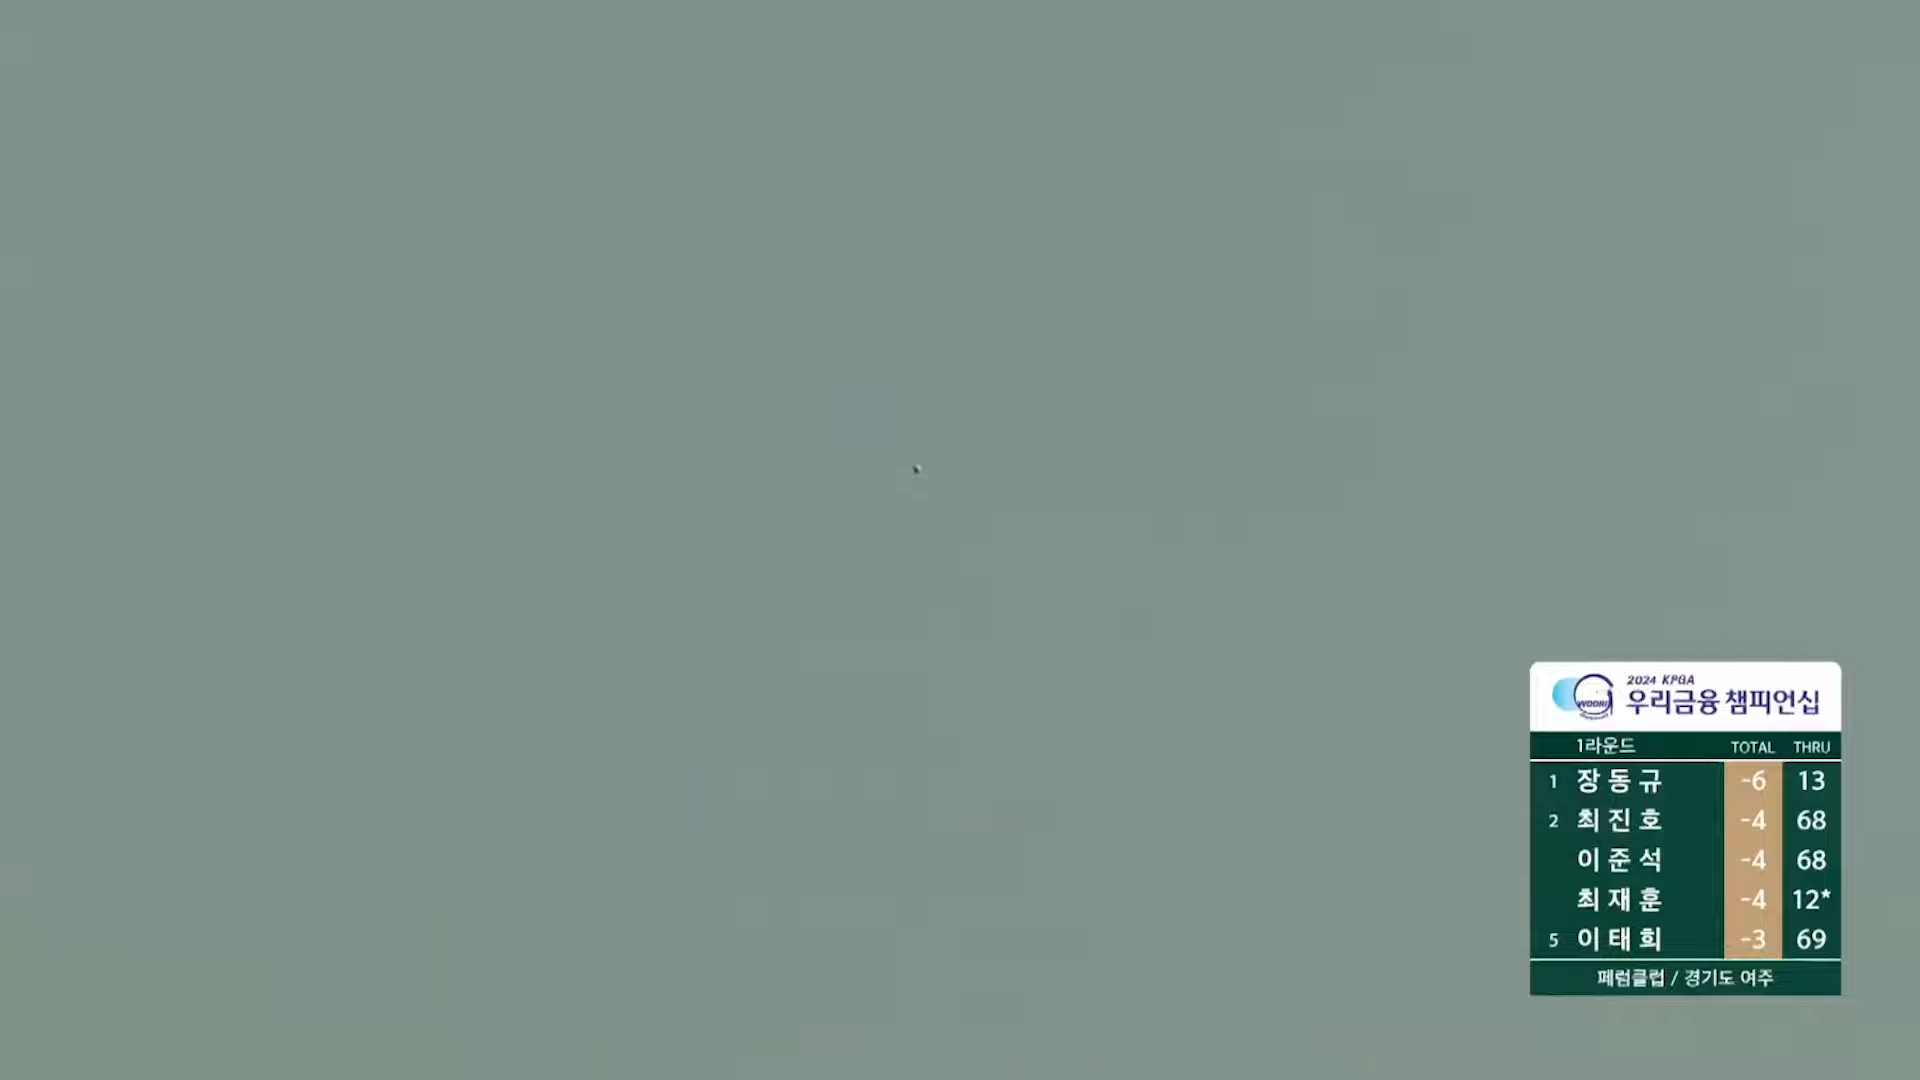 2024 KPGA
WOORI
우리금융 챔피언십
1라운드 TOTAL THRU
1 장동규 -6 13
2 최진호 -4 68
이준석 -4 68
최재훈 -4 12*
5 이태희 -3 69
페럼클럽 / 경기도 여주